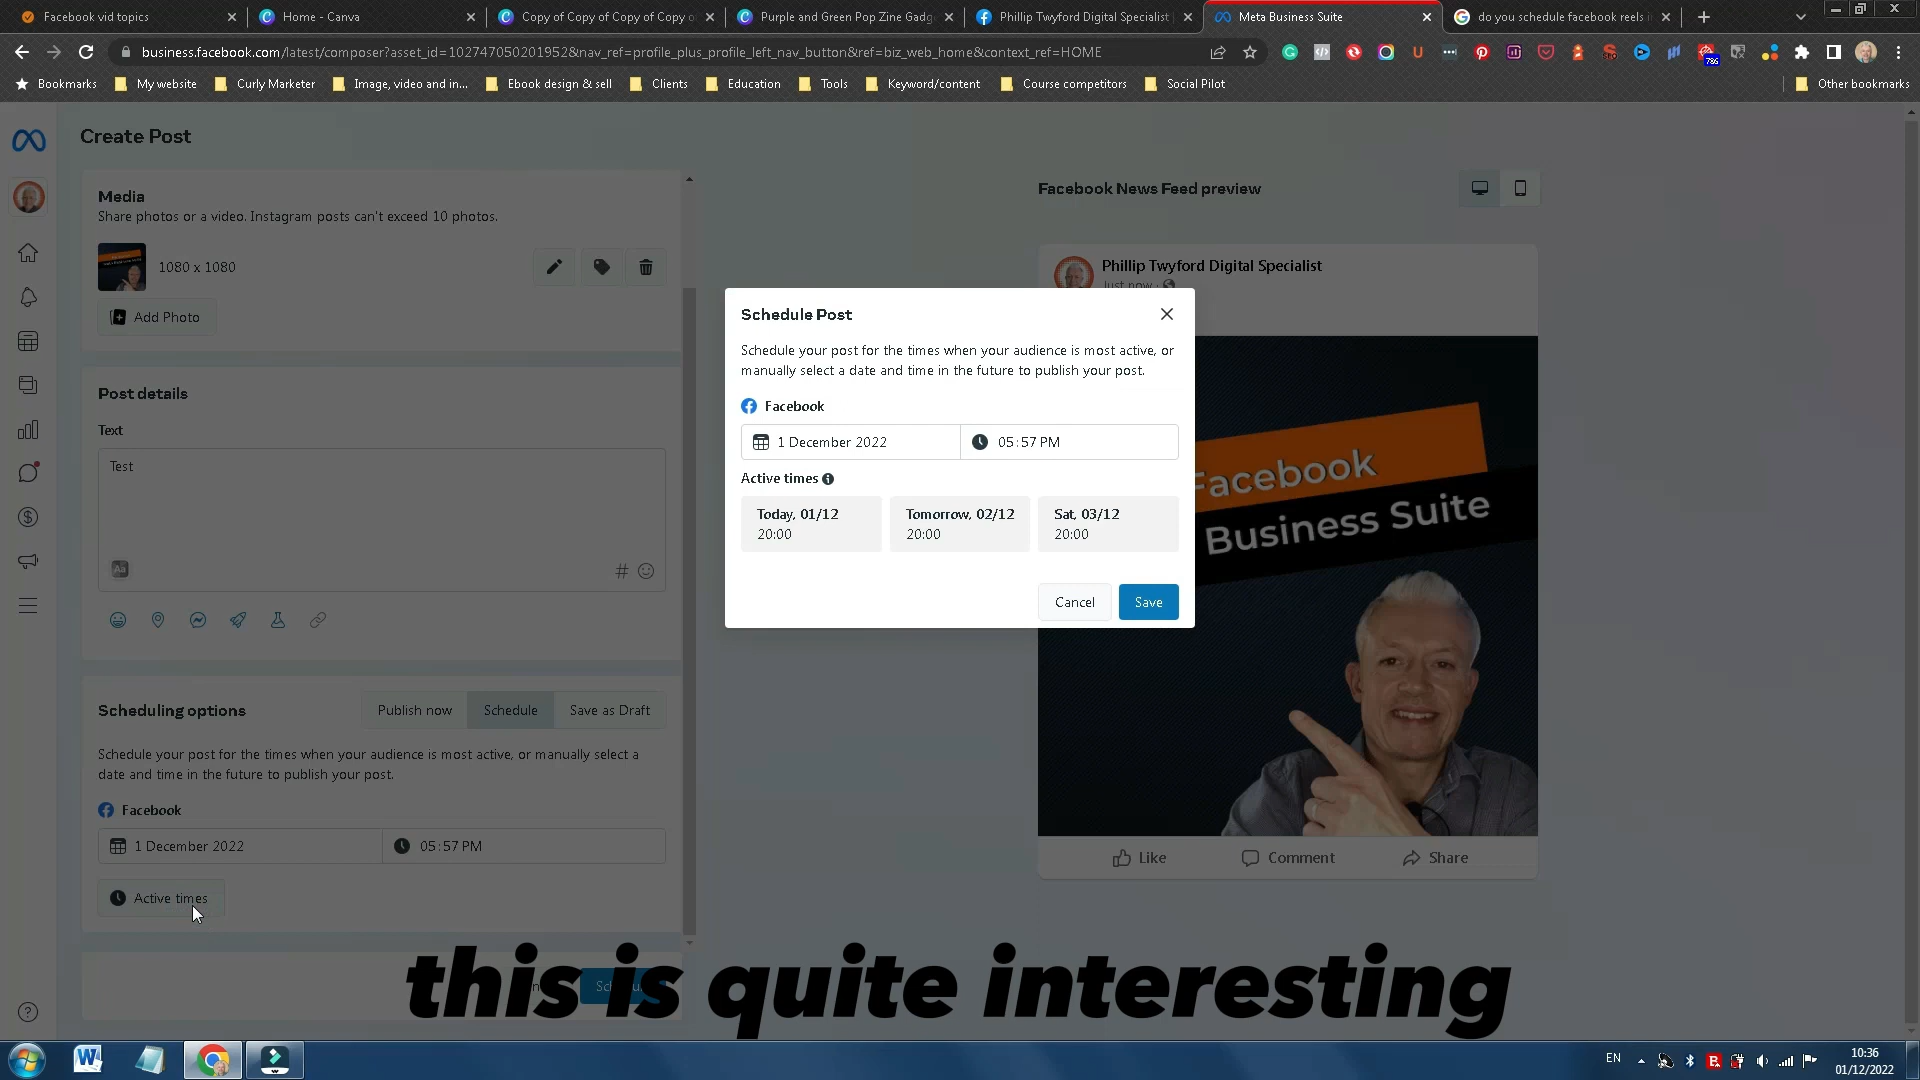 Facebook vid topics
Home - Canva
Copy of Copy of Copy of Copy o
Purple and Green Pop Zine Gadg
Phillip Twyford Digital Specialist
Meta Business Suite
do you schedule facebook reels i
business.facebook.com/latest/composer?asset_id=102747050201952&nav_ref=profile_plus_profile_left_nav_button&ref=biz_web_home&context_ref=HOME
786
Bookmarks
My website
Curly Marketer
Image, video and in...
Ebook design & sell
Clients
Education
Tools
Keyword/content
Course competitors
Social Pilot
Other bookmarks
Create Post
Media
Share photos or a video. Instagram posts can't exceed 10 photos.
1080 x 1080
Add Photo
Post details
Text
Test
Scheduling options
Publish now
Schedule
Save as Draft
Schedule your post for the times when your audience is most active, or manually select a
date and time in the future to publish your post.
Facebook
1 December 2022
05:57 PM
Active times
Facebook News Feed preview
Phillip Twyford Digital Specialist
Just now
Facebook
Business Suite
Like
Comment
Share
Schedule Post
Schedule your post for the times when your audience is most active, or
manually select a date and time in the future to publish your post.
Facebook
1 December 2022
05:57 PM
Active times
Today, 01/12
20:00
Tomorrow, 02/12
20:00
Sat, 03/12
20:00
Cancel
Save
this is quite interesting
EN
10:36
01/12/2022